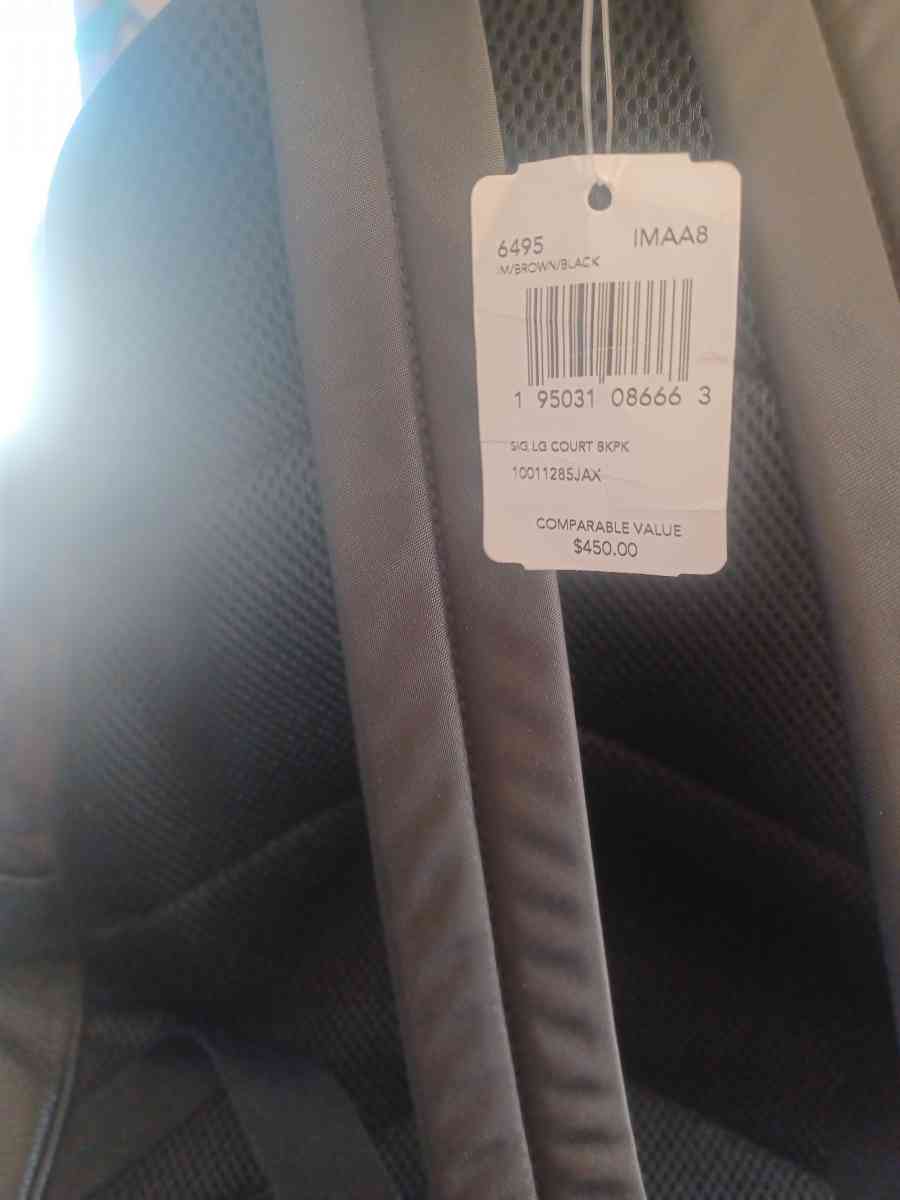 6495 IMAA8
IM/BROWN/BLACK
1 95031 08666 3
SIG LG COURT BKPK
10011285JAX
COMPARABLE VALUE
$450.00